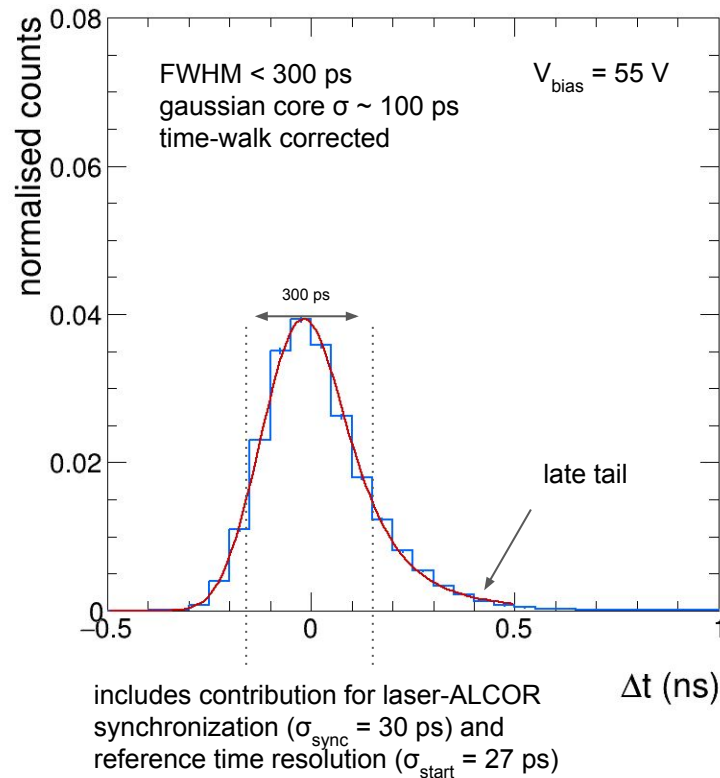 0.08
FWHM < 300 ps
gaussian core σ ~ 100 ps
time-walk corrected
V_bias = 55 V
normalised counts
0.06
300 ps
0.04
0.02
late tail
0
−0.5 0 0.5 1
Δt (ns)
includes contribution for laser-ALCOR
synchronization (σ_sync = 30 ps) and
reference time resolution (σ_start = 27 ps)